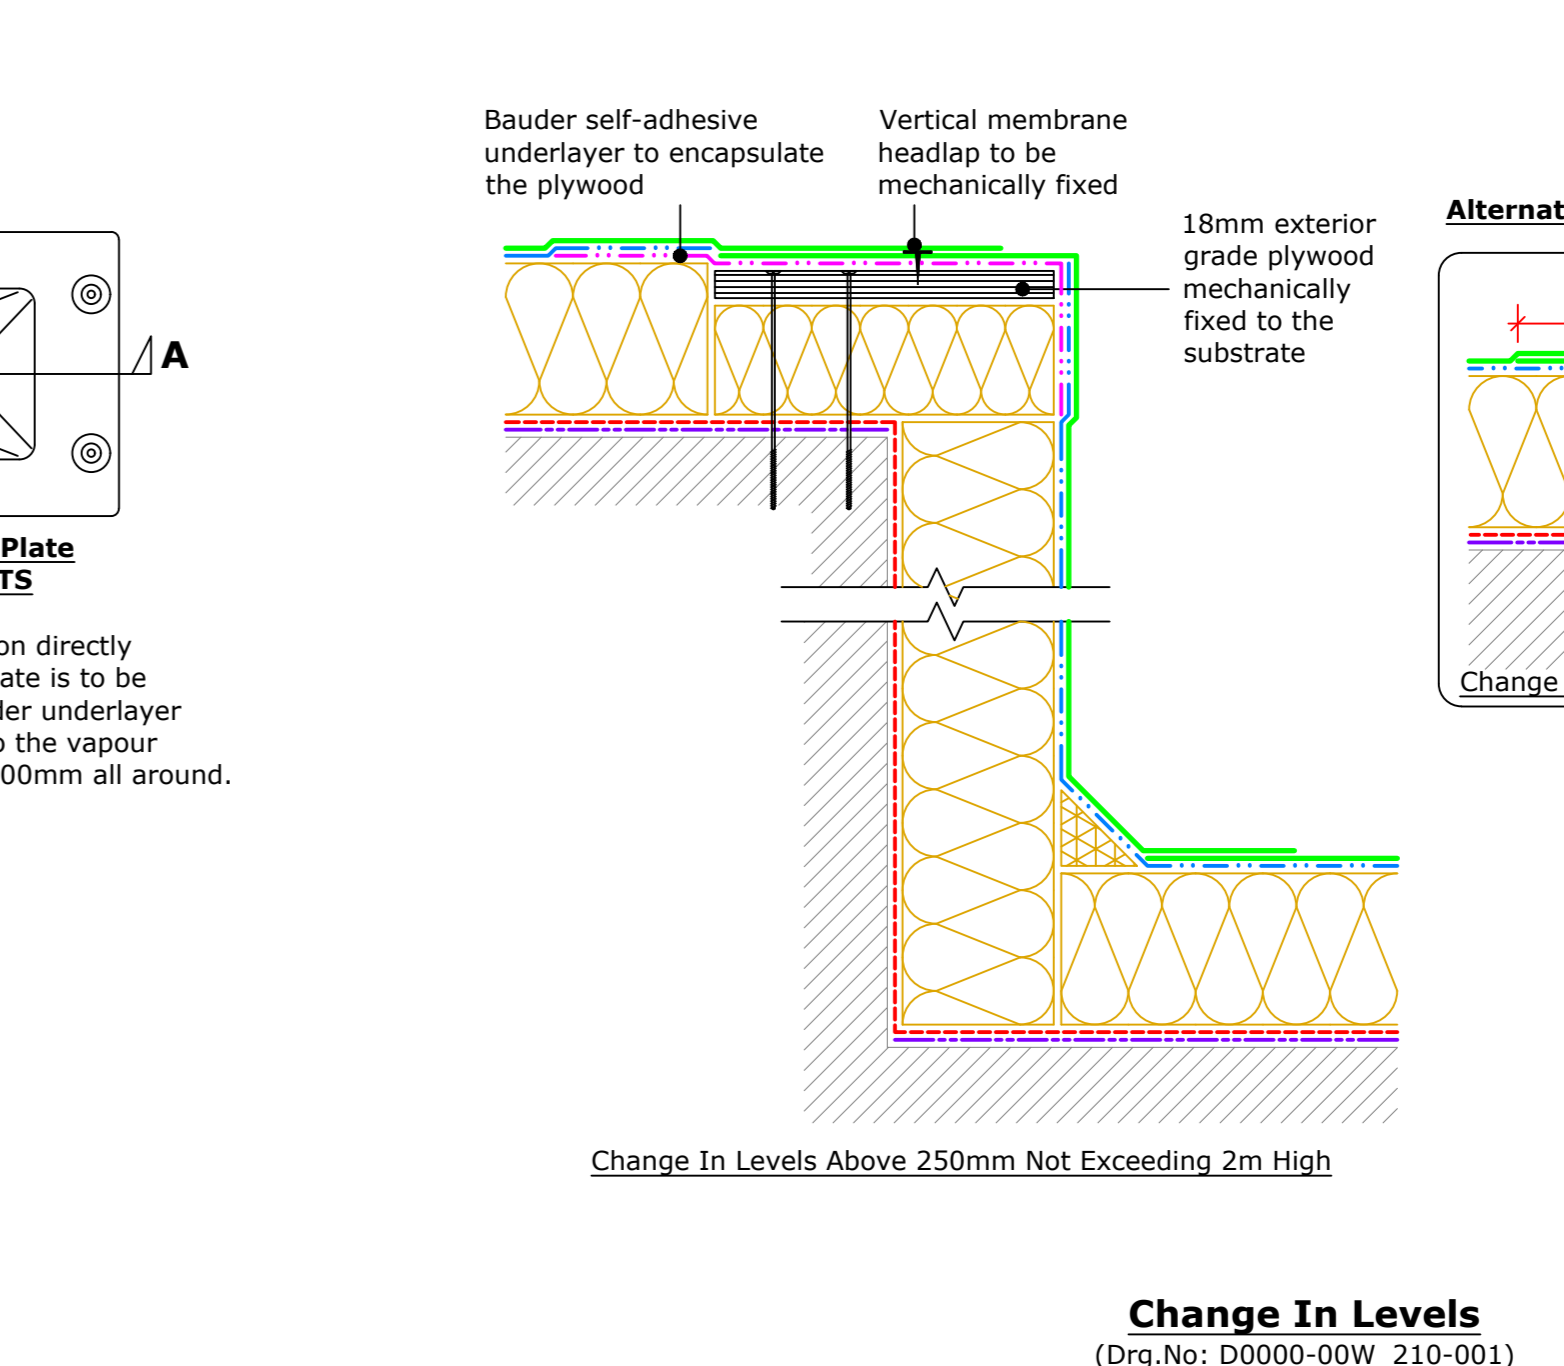 Bauder self-adhesive
underlayer to encapsulate
the plywood
Vertical membrane
headlap to be
mechanically fixed
18mm exterior
grade plywood
mechanically
fixed to the
substrate
Alternat
A
Plate
TS
on directly
ate is to be
der underlayer
o the vapour
00mm all around.
Change
Change In Levels Above 250mm Not Exceeding 2m High
Change In Levels
(Drg.No: D0000-00W_210-001)